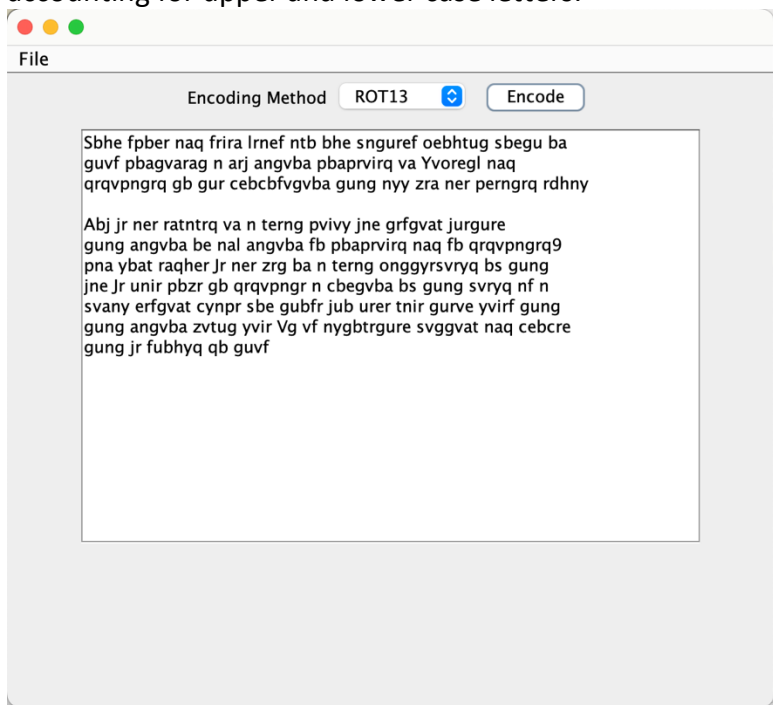 accounting for upper and lower case letters.
File
Encoding Method ROT13 Encode
Sbhe fpber naq frira lrnef ntb bhe snguref oebhtug sbegu ba
guvf pbagvarag n arj angvba pbaprvirq va Yvoregl naq
qrqvpngrq gb gur cebcbfvgvba gung nyy zra ner perngrq rdhny
Abj jr ner ratntrq va n terng pvivy jne grfgvat jurgure
gung angvba be nal angvba fb pbaprvirq naq fb qrqvpngrq9
pna ybat raqher Jr ner zrg ba n terng onggyrsvryq bs gung
jne Jr unir pbzr gb qrqvpngr n cbegvba bs gung svryq nf n
svany erfgvat cynpr sbe gubfr jub urer tnir gurve yvirf gung
gung angvba zvtug yvir Vg vf nygbtrgure svggvat naq cebcre
gung jr fubhyq qb guvf